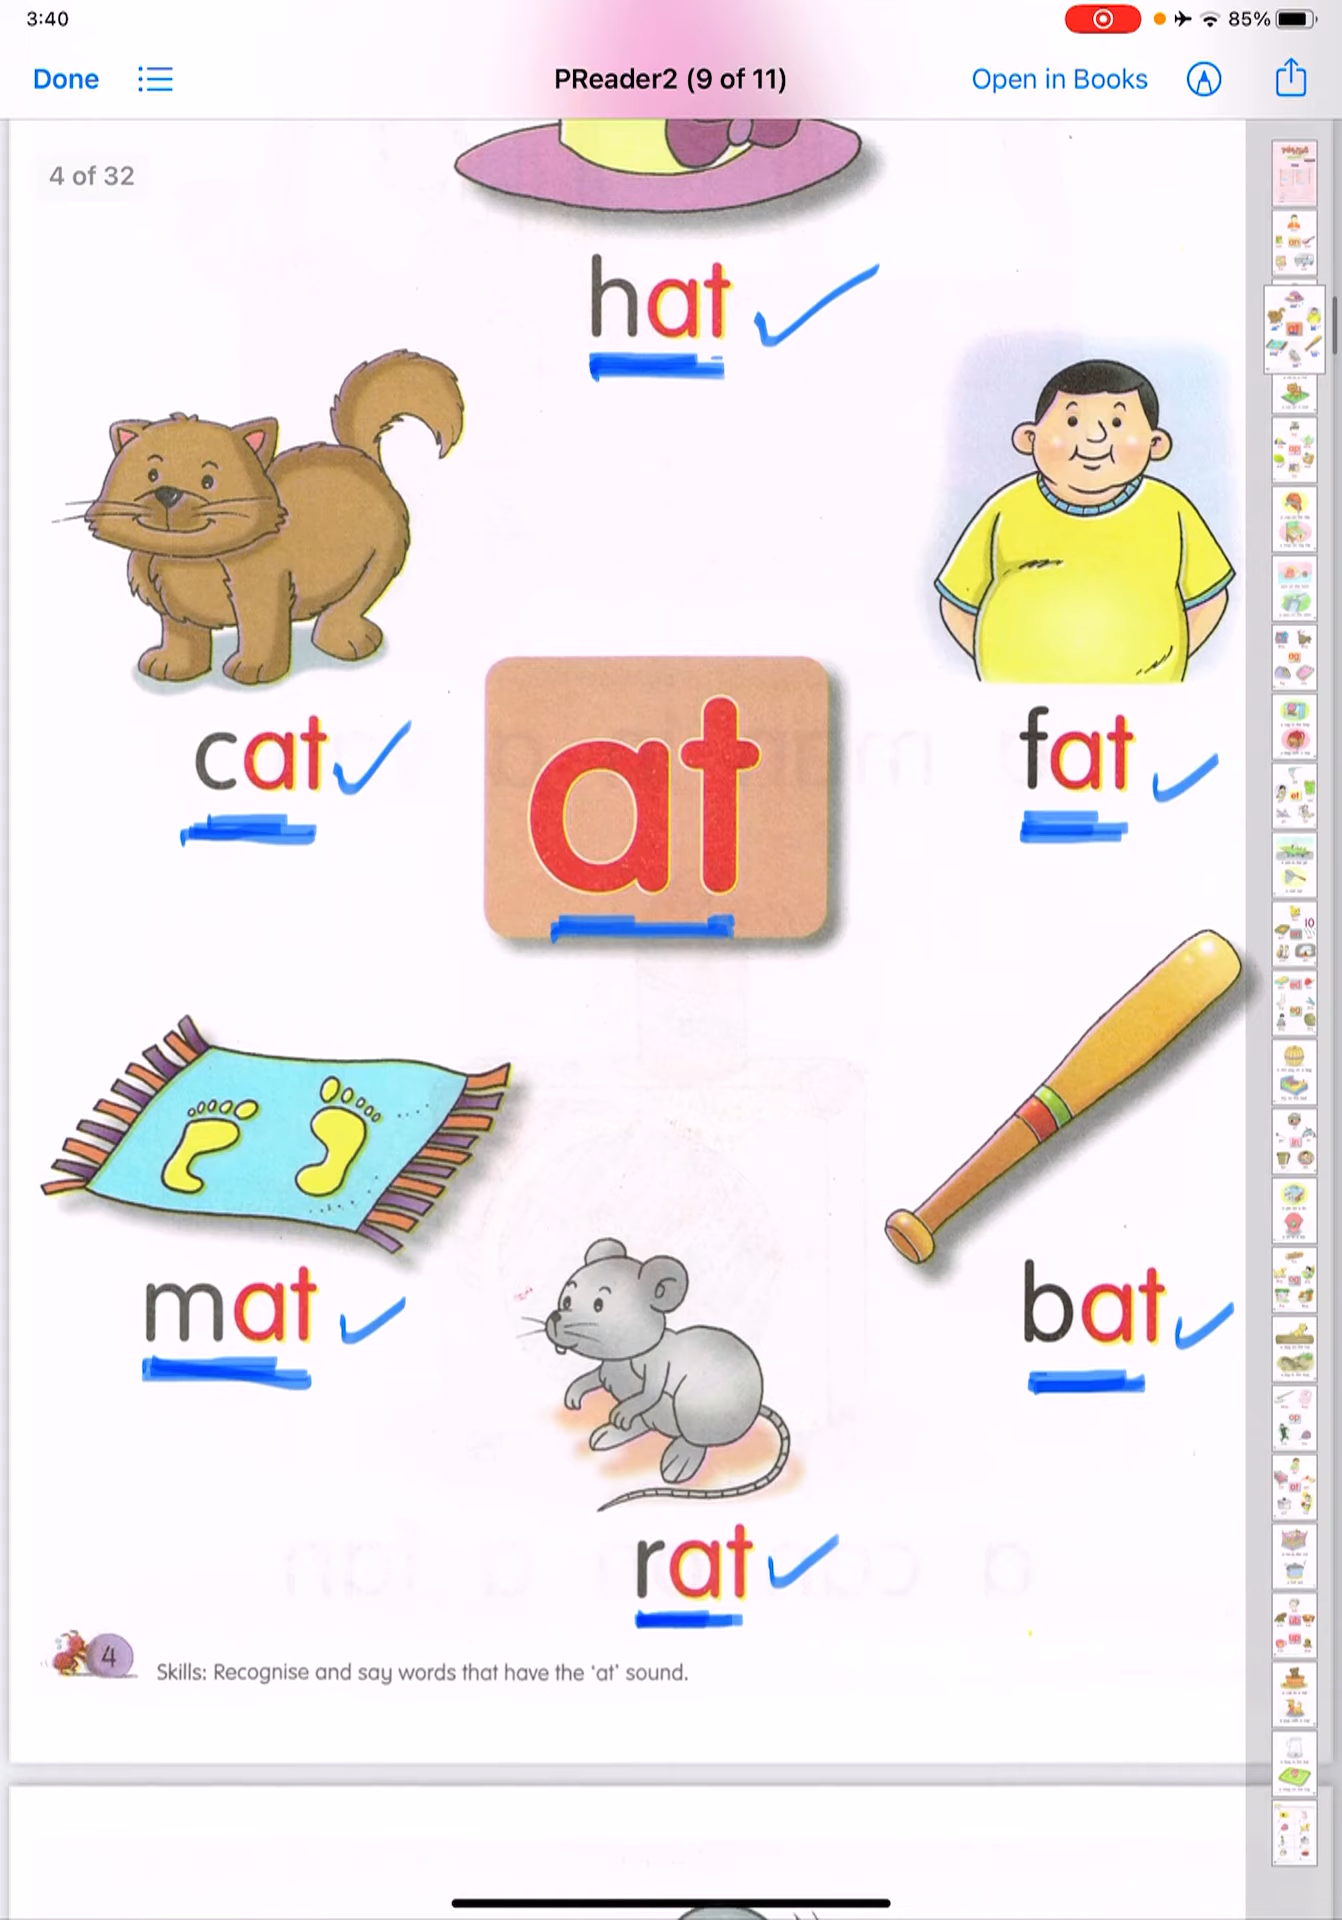 3:40
85%
Done
PReader2 (9 of 11)
Open in Books
4 of 32
hat
cat
fat
at
mat
bat
rat
4
Skills: Recognise and say words that have the ‘at’ sound.